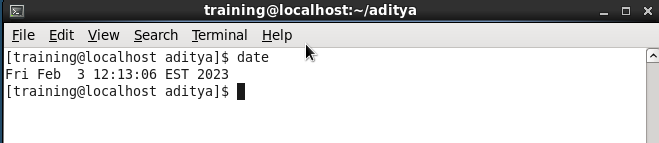 training@localhost:~/aditya
File Edit View Search Terminal Help
[training@localhost aditya]$ date
Fri Feb  3 12:13:06 EST 2023
[training@localhost aditya]$